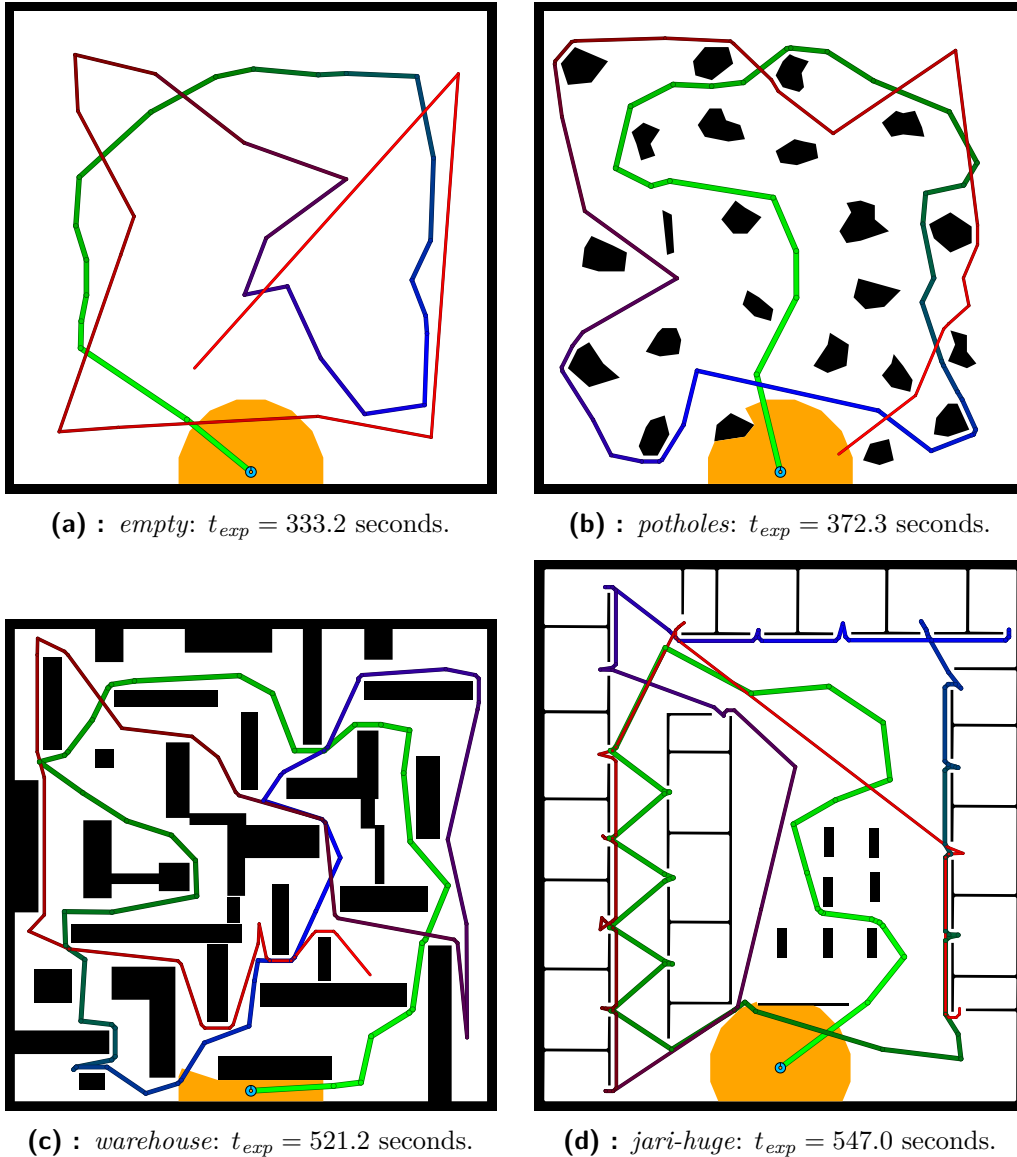 (a) : empty: t_exp = 333.2 seconds.
(b) : potholes: t_exp = 372.3 seconds.
(c) : warehouse: t_exp = 521.2 seconds.
(d) : jari-huge: t_exp = 547.0 seconds.